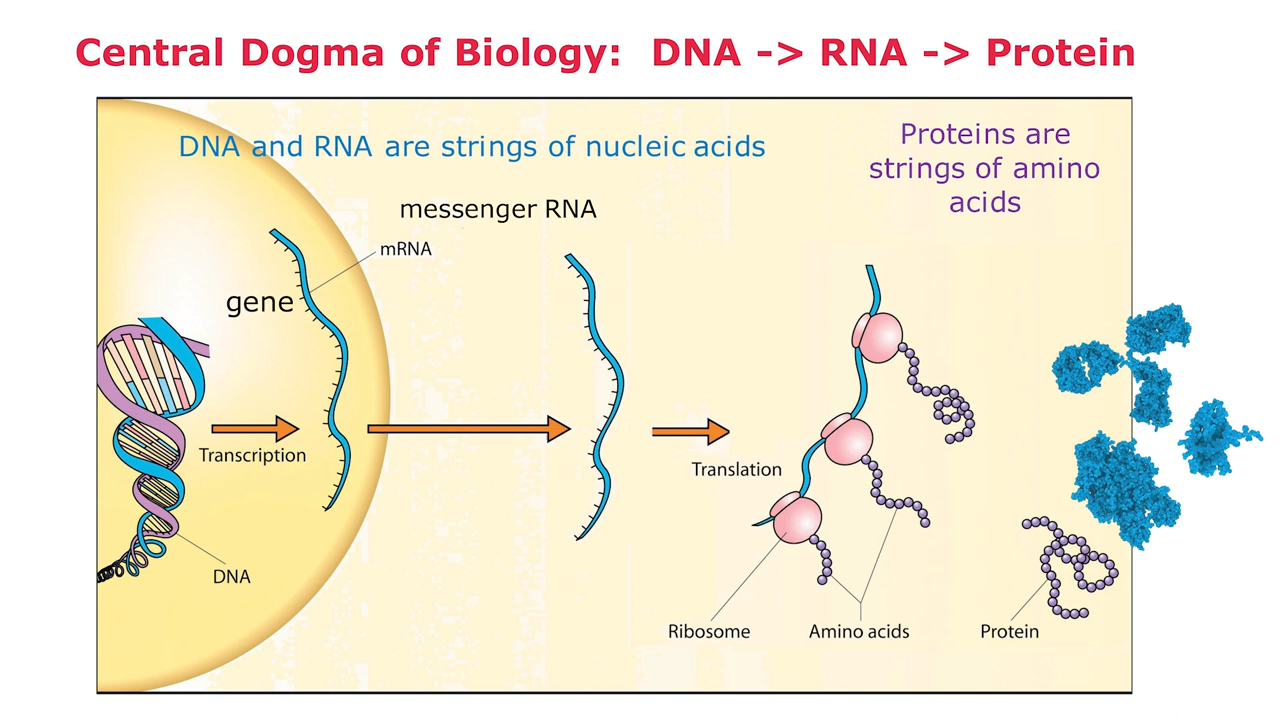 Central Dogma of Biology:  DNA -> RNA -> Protein
DNA and RNA are strings of nucleic acids
Proteins are
strings of amino
acids
messenger RNA
mRNA
gene
Transcription
Translation
DNA
Ribosome
Amino acids
Protein